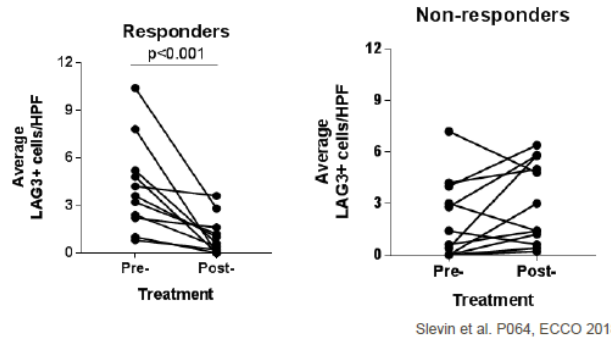 Responders
p<0.001
Average
LAG3+ cells/HPF
12
9
6
3
0
Pre-
Post-
Treatment
Non-responders
Average
LAG3+ cells/HPF
12
9
6
3
0
Pre-
Post-
Treatment
Slevin et al. P064, ECCO 201